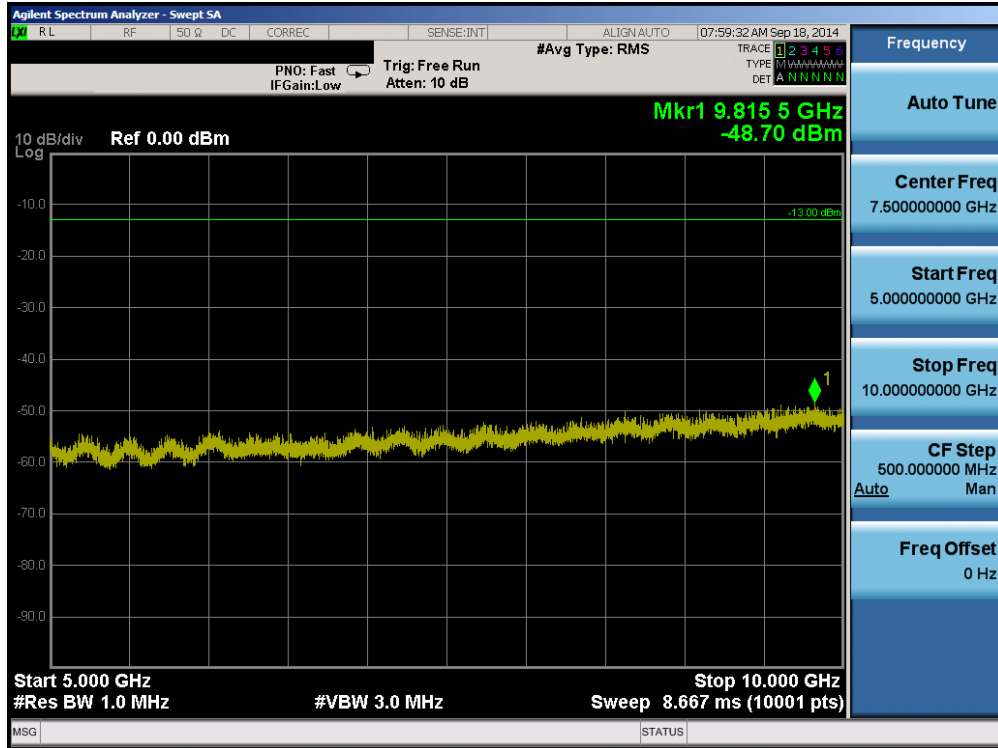 Agilent Spectrum Analyzer - Swept SA
LXI RL RF 50 Ω DC CORREC SENSE:INT ALIGN AUTO 07:59:32 AM Sep 18, 2014
#Avg Type: RMS TRACE 1 2 3 4 5 6
PNO: Fast Trig: Free Run TYPE M WWWWW
IFGain:Low Atten: 10 dB DET A N N N N N
Mkr1 9.815 5 GHz
-48.70 dBm
10 dB/div Ref 0.00 dBm
Log
-10.0
-13.00 dBm
-20.0
-30.0
-40.0
1
-50.0
-60.0
-70.0
-80.0
-90.0
Start 5.000 GHz Stop 10.000 GHz
#Res BW 1.0 MHz #VBW 3.0 MHz Sweep 8.667 ms (10001 pts)
MSG STATUS
Frequency
Auto Tune
Center Freq
7.500000000 GHz
Start Freq
5.000000000 GHz
Stop Freq
10.000000000 GHz
CF Step
500.000000 MHz
Auto Man
Freq Offset
0 Hz